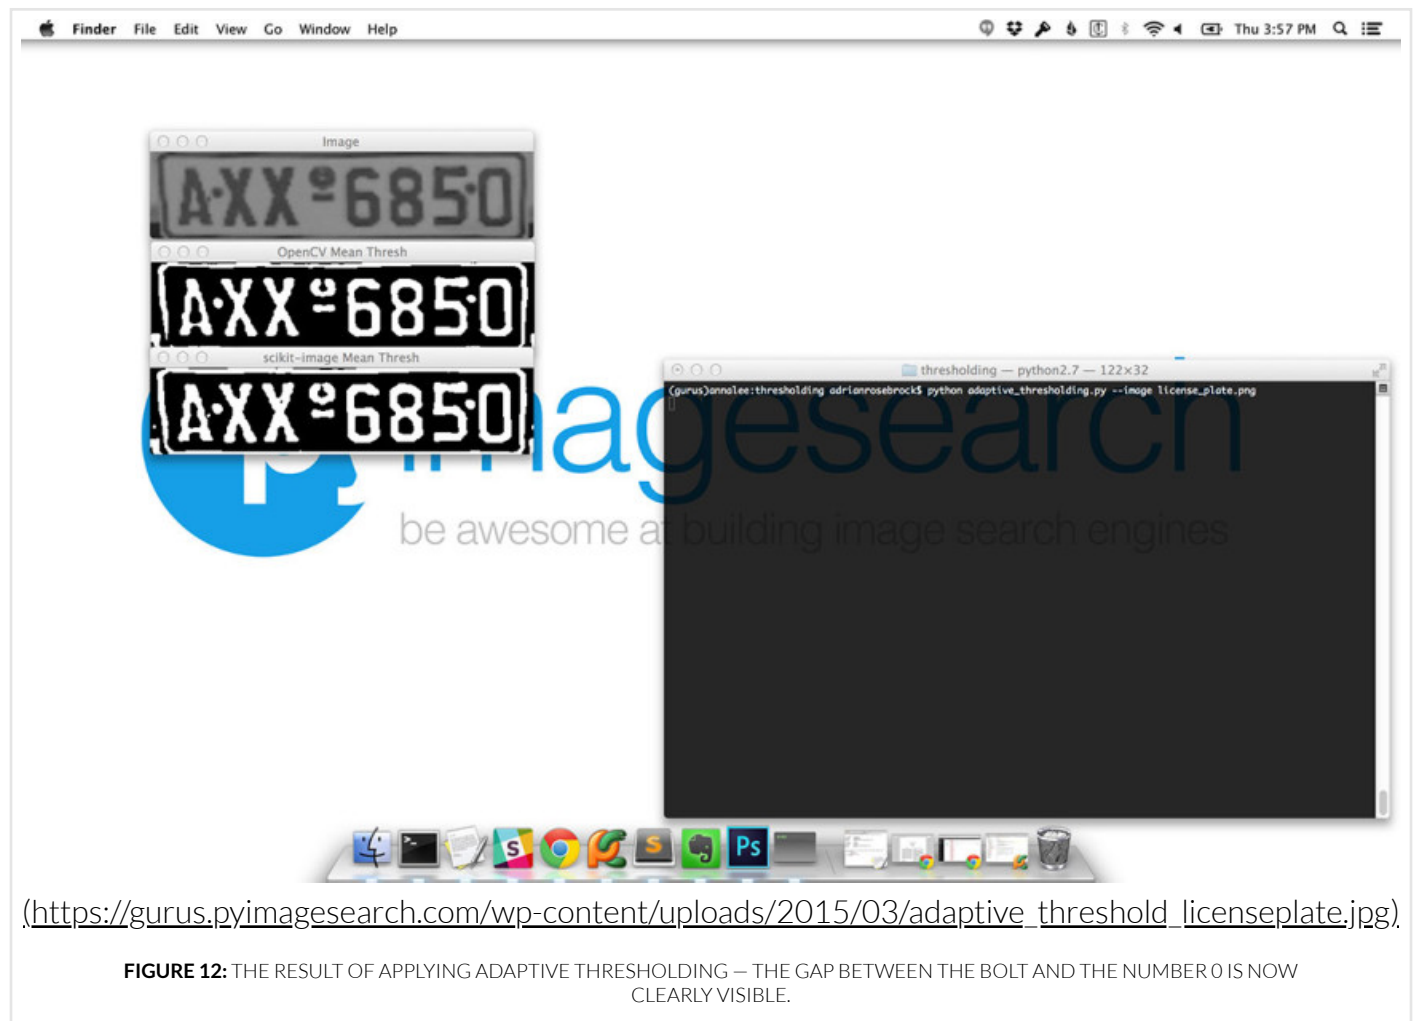 Finder File Edit View Go Window Help Thu 3:57 PM
Image
A·XX º6850
OpenCV Mean Thresh
A·XX º6850
scikit-image Mean Thresh
A·XX º6850
thresholding — python2.7 — 122×32
(gurus)annalee:thresholding adrianrosebrock$ python adaptive_thresholding.py --image license_plate.png
imagesearch
be awesome at building image search engines
S
S
Ps
(https://gurus.pyimagesearch.com/wp-content/uploads/2015/03/adaptive_threshold_licenseplate.jpg)
FIGURE 12: THE RESULT OF APPLYING ADAPTIVE THRESHOLDING — THE GAP BETWEEN THE BOLT AND THE NUMBER 0 IS NOW
CLEARLY VISIBLE.